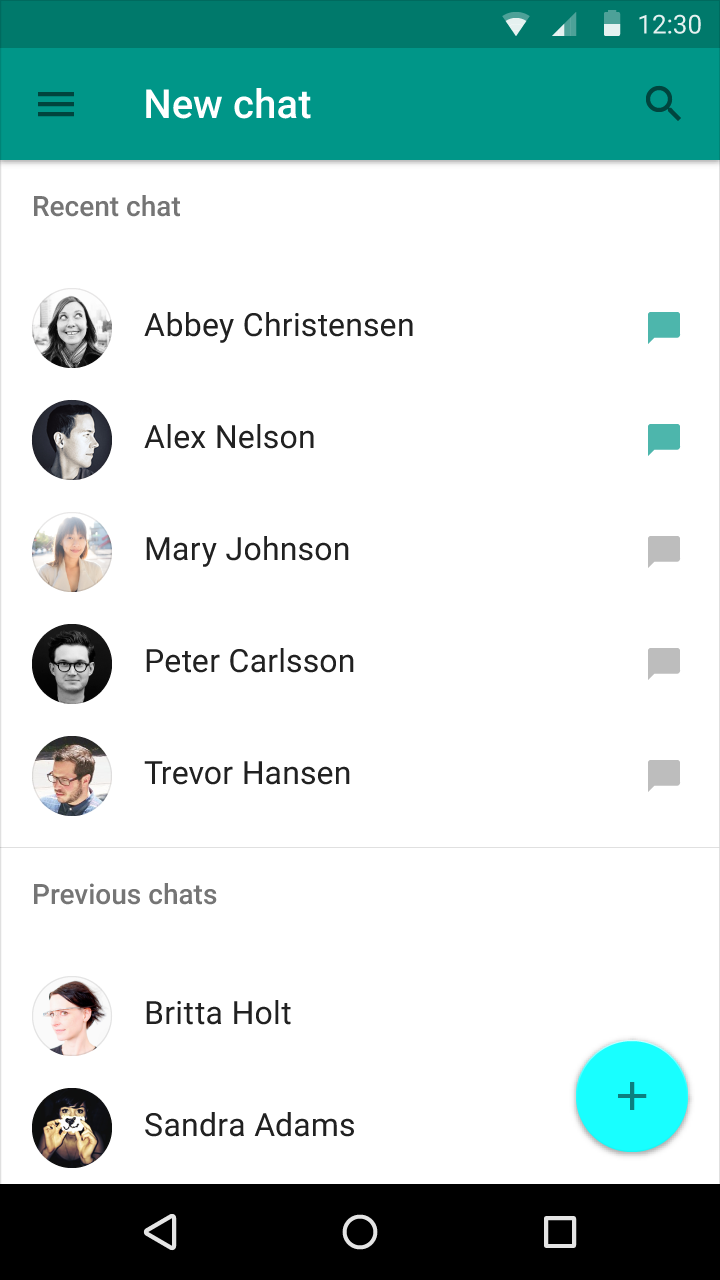 12:30
New chat
Recent chat
Abbey Christensen
Alex Nelson
Mary Johnson
Peter Carlsson
Trevor Hansen
Previous chats
Britta Holt
Sandra Adams